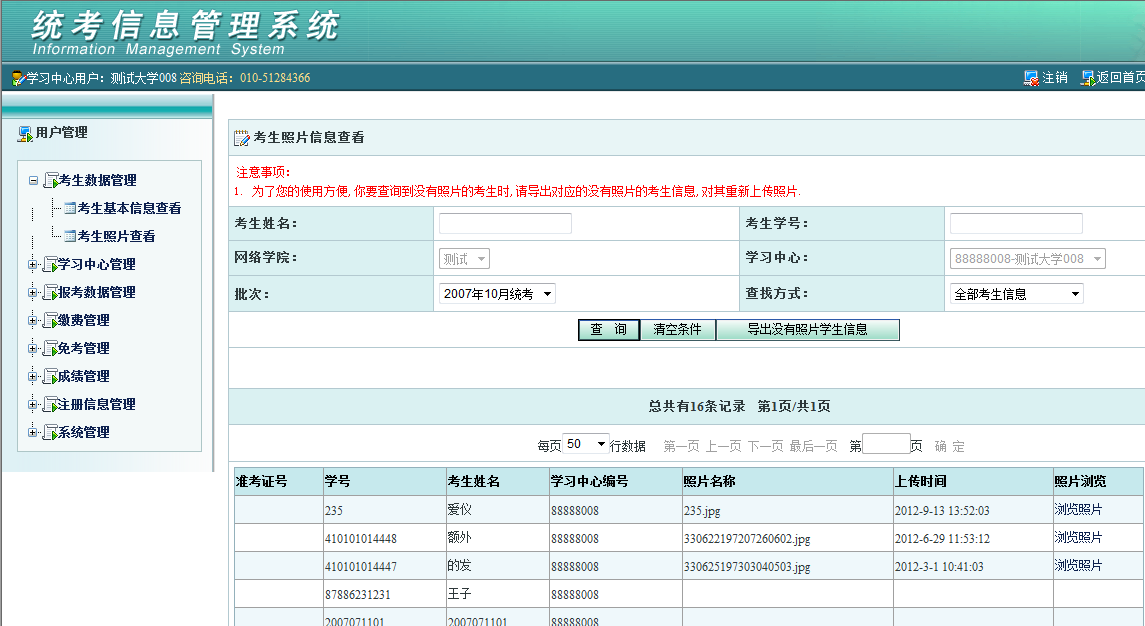 统考信息管理系统
Information Management System
学习中心用户：测试大学008 咨询电话：010-51284366
注销 返回首页
用户管理
考生数据管理
考生基本信息查看
考生照片查看
学习中心管理
报考数据管理
缴费管理
免考管理
成绩管理
注册信息管理
系统管理
考生照片信息查看
注意事项：
1. 为了您的使用方便,你要查询到没有照片的考生时,请导出对应的没有照片的考生信息,对其重新上传照片.
考生姓名： 考生学号：
网络学院： 测试 学习中心： 88888008-测试大学008
批次： 2007年10月统考 查找方式： 全部考生信息
查 询 清空条件 导出没有照片学生信息
总共有16条记录 第1页/共1页
每页 50 行数据 第一页 上一页 下一页 最后一页 第 页 确 定
准考证号 学号 考生姓名 学习中心编号 照片名称 上传时间 照片浏览
235 爱仪 88888008 235.jpg 2012-9-13 13:52:03 浏览照片
410101014448 额外 88888008 330622197207260602.jpg 2012-6-29 11:53:12 浏览照片
410101014447 的发 88888008 330625197303040503.jpg 2012-3-1 10:41:03 浏览照片
87886231231 王子 88888008
2007071101 2007071101 88888008